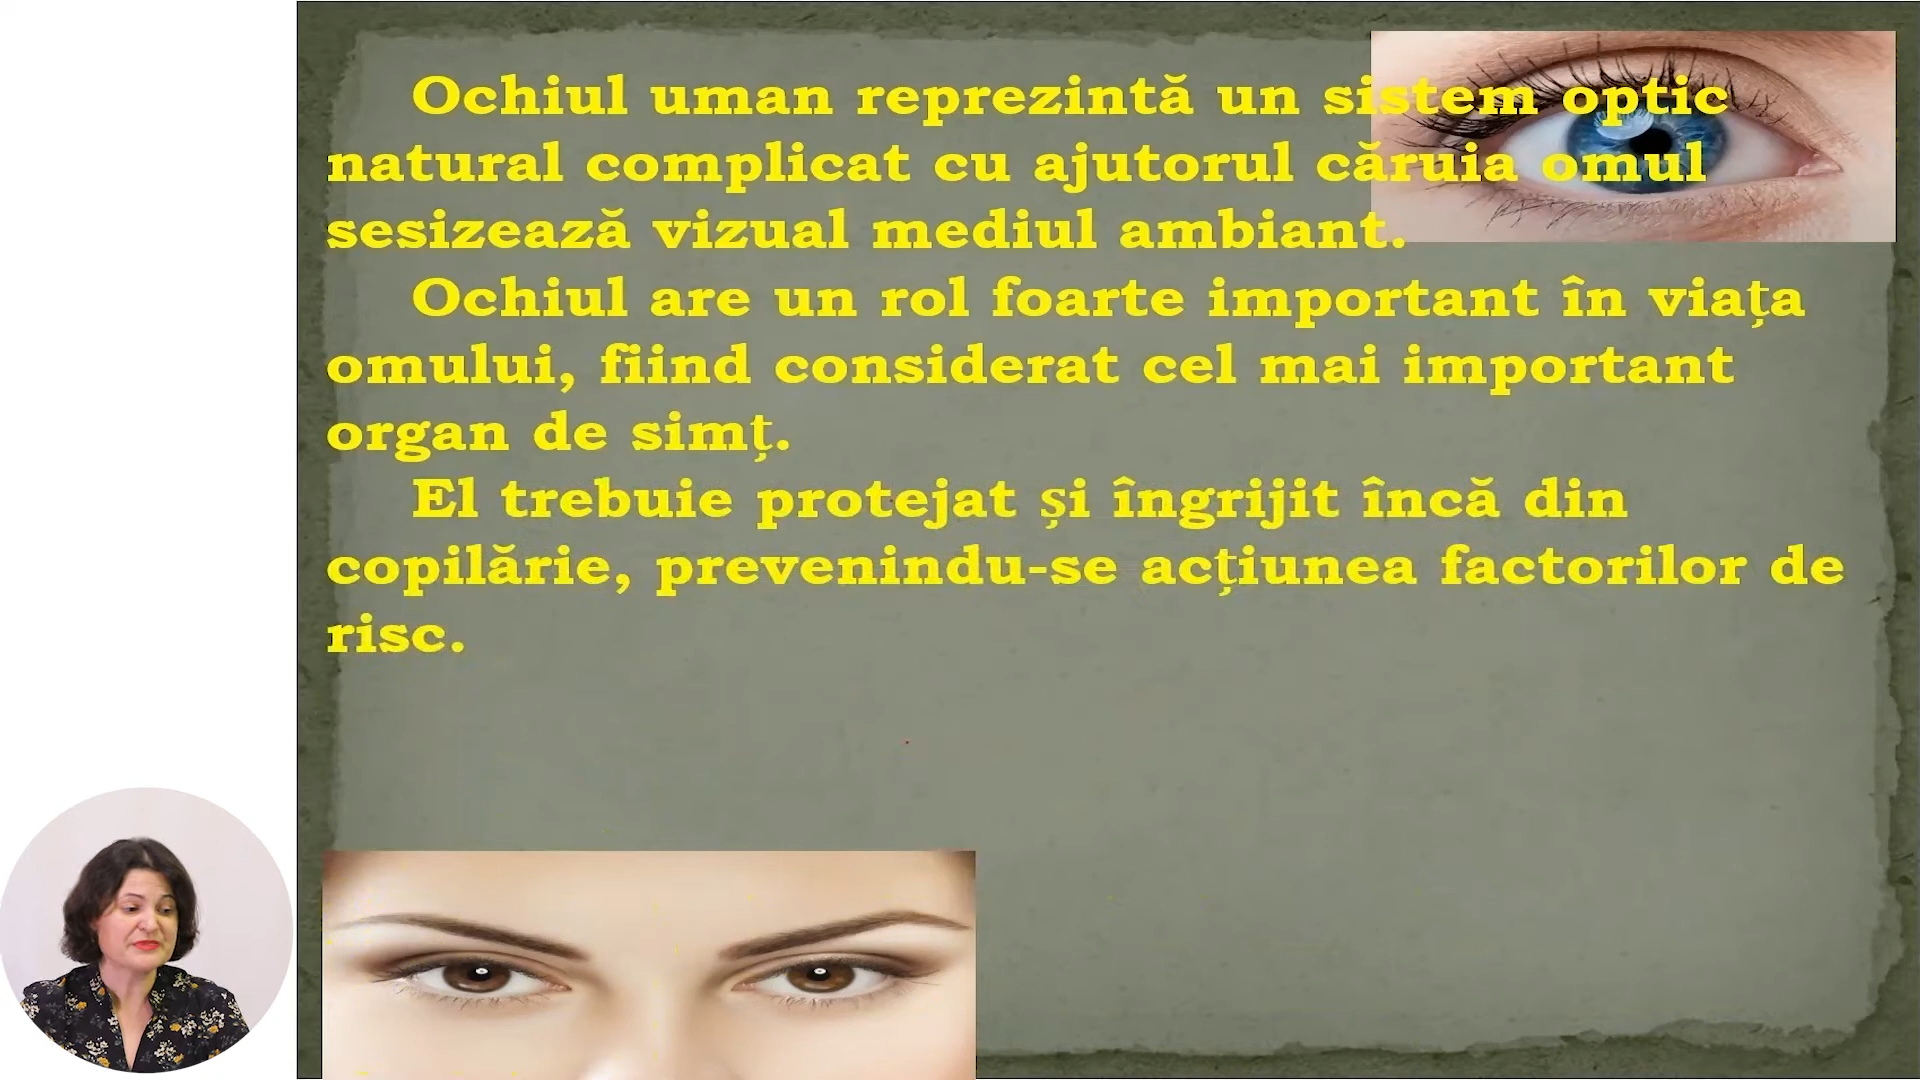 Ochiul uman reprezintă un sistem optic
natural complicat cu ajutorul căruia omul
sesizează vizual mediul ambiant.
Ochiul are un rol foarte important în viața
omului, fiind considerat cel mai important
organ de simț.
El trebuie protejat și îngrijit încă din
copilărie, prevenindu-se acțiunea factorilor de
risc.